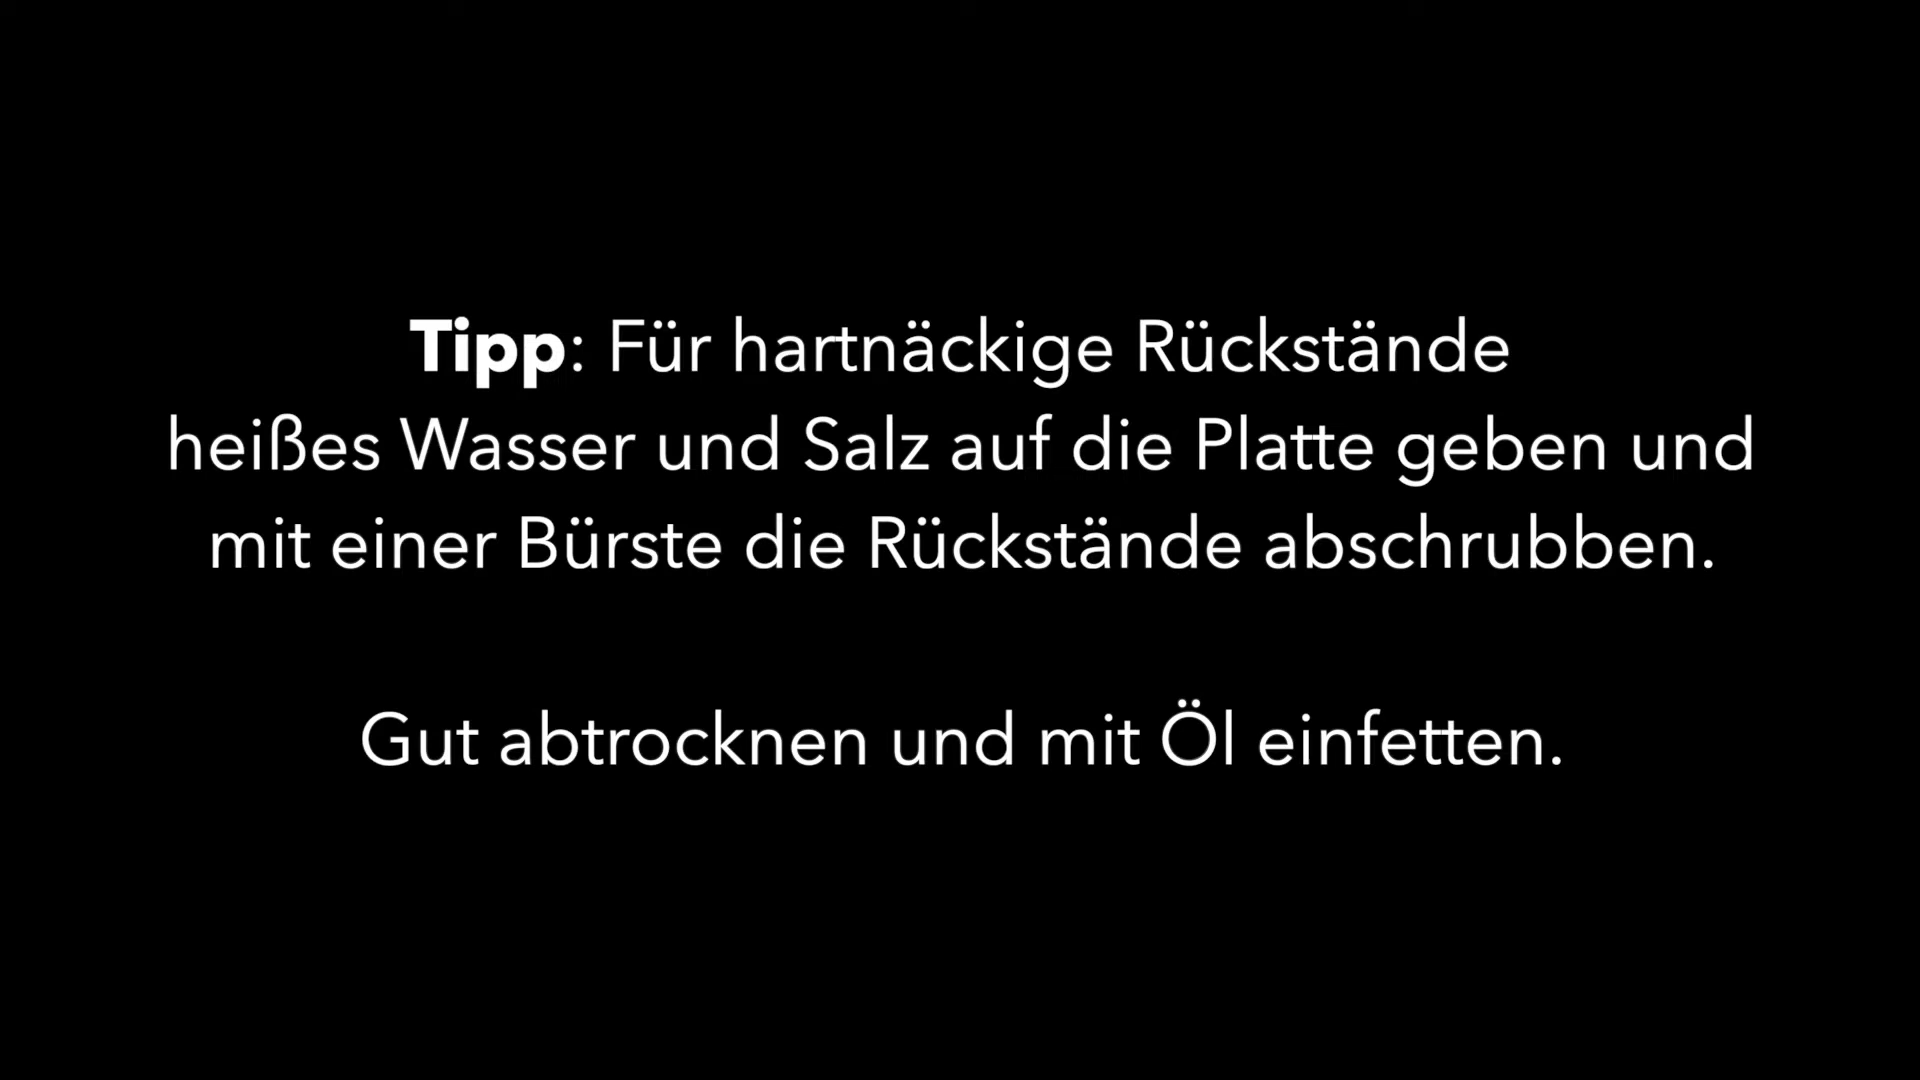 Tipp: Für hartnäckige Rückstände
heißes Wasser und Salz auf die Platte geben und
mit einer Bürste die Rückstände abschrubben.
Gut abtrocknen und mit Öl einfetten.